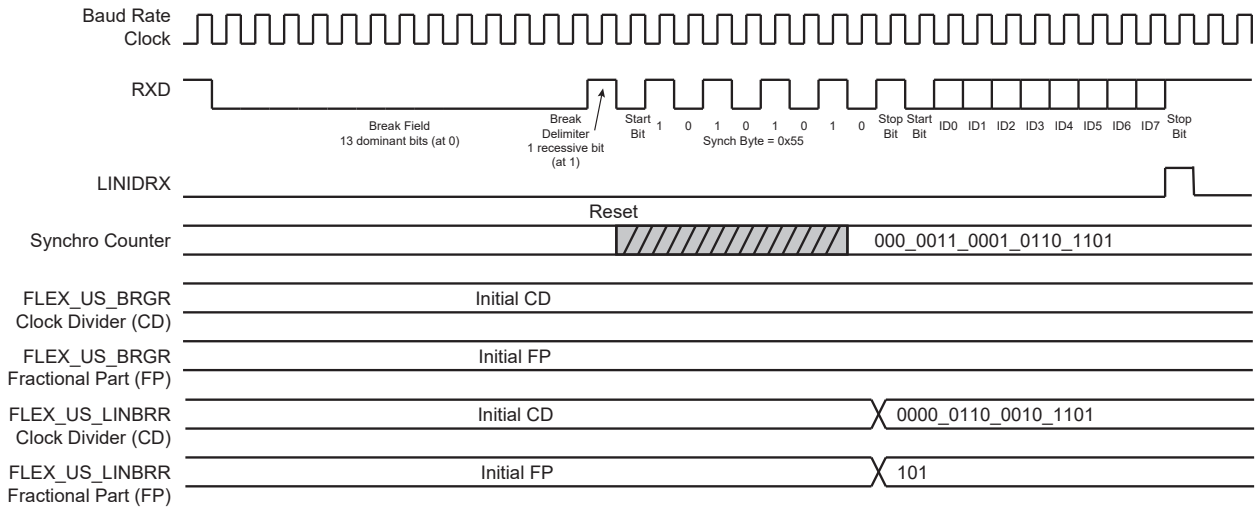 Baud Rate
Clock
RXD
Break Field
13 dominant bits (at 0)
Break
Delimiter
1 recessive bit
(at 1)
Start
Bit
1 0 1 0 1 0 1 0
Synch Byte = 0x55
Stop
Bit
Start
Bit
ID0 ID1 ID2 ID3 ID4 ID5 ID6 ID7
Stop
Bit
LINIDRX
Reset
Synchro Counter
000_0011_0001_0110_1101
FLEX_US_BRGR
Clock Divider (CD)
Initial CD
FLEX_US_BRGR
Fractional Part (FP)
Initial FP
FLEX_US_LINBRR
Clock Divider (CD)
Initial CD
0000_0110_0010_1101
FLEX_US_LINBRR
Fractional Part (FP)
Initial FP
101